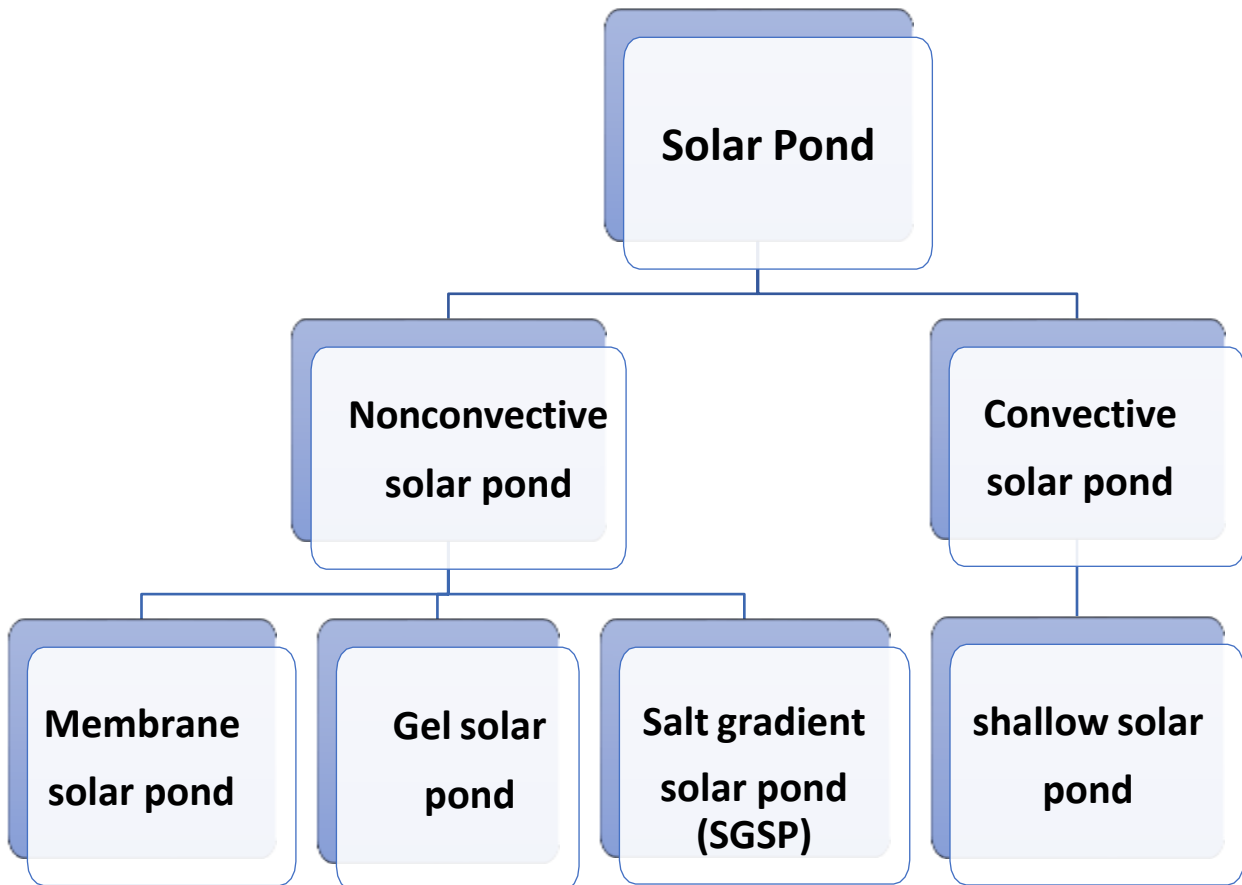 Solar Pond
Nonconvective
solar pond
Convective
solar pond
Membrane
solar pond
Gel solar
pond
Salt gradient
solar pond
(SGSP)
shallow solar
pond